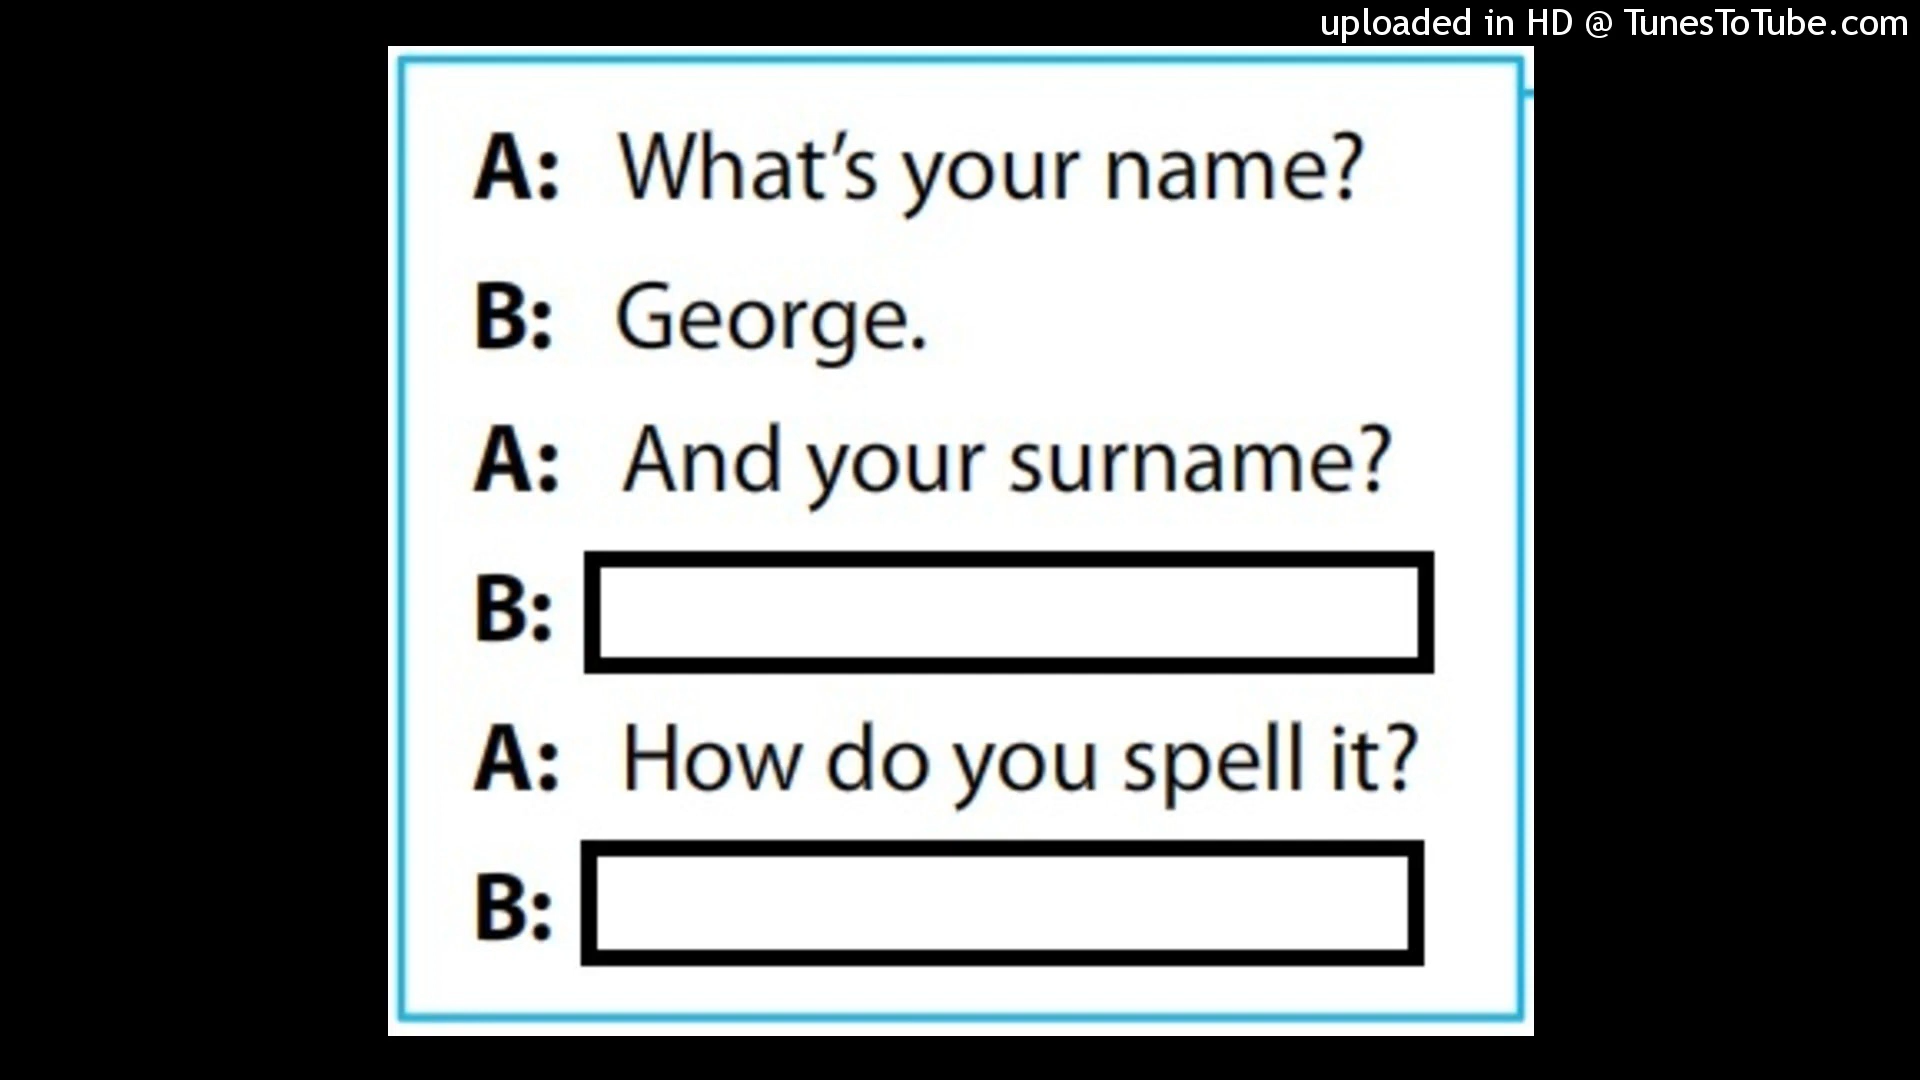 uploaded in HD @ TunesToTube.com
A: What's your name?
B: George.
A: And your surname?
B:
A: How do you spell it?
B: